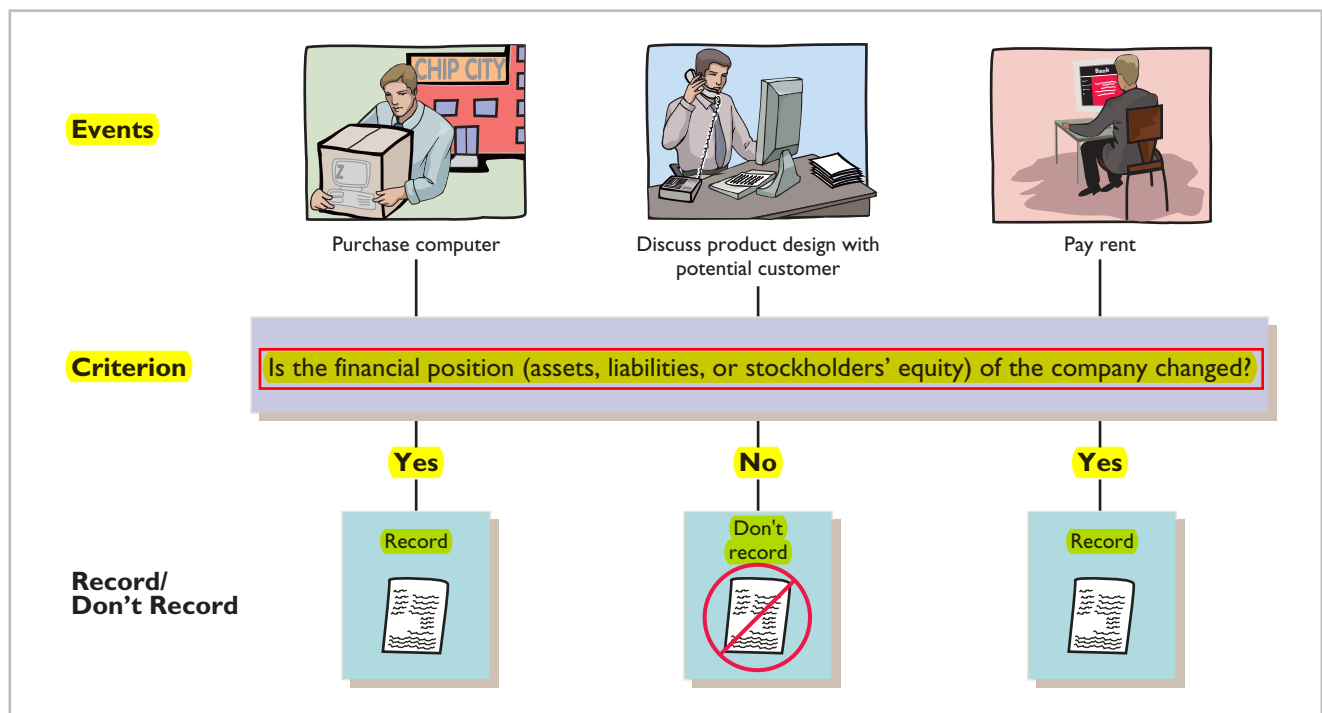 CHIP CITY
Z
Bank
Events
Purchase computer
Discuss product design with
potential customer
Pay rent
Criterion
Is the financial position (assets, liabilities, or stockholders’ equity) of the company changed?
Yes
No
Yes
Record/
Don’t Record
Record
Don't
record
Record